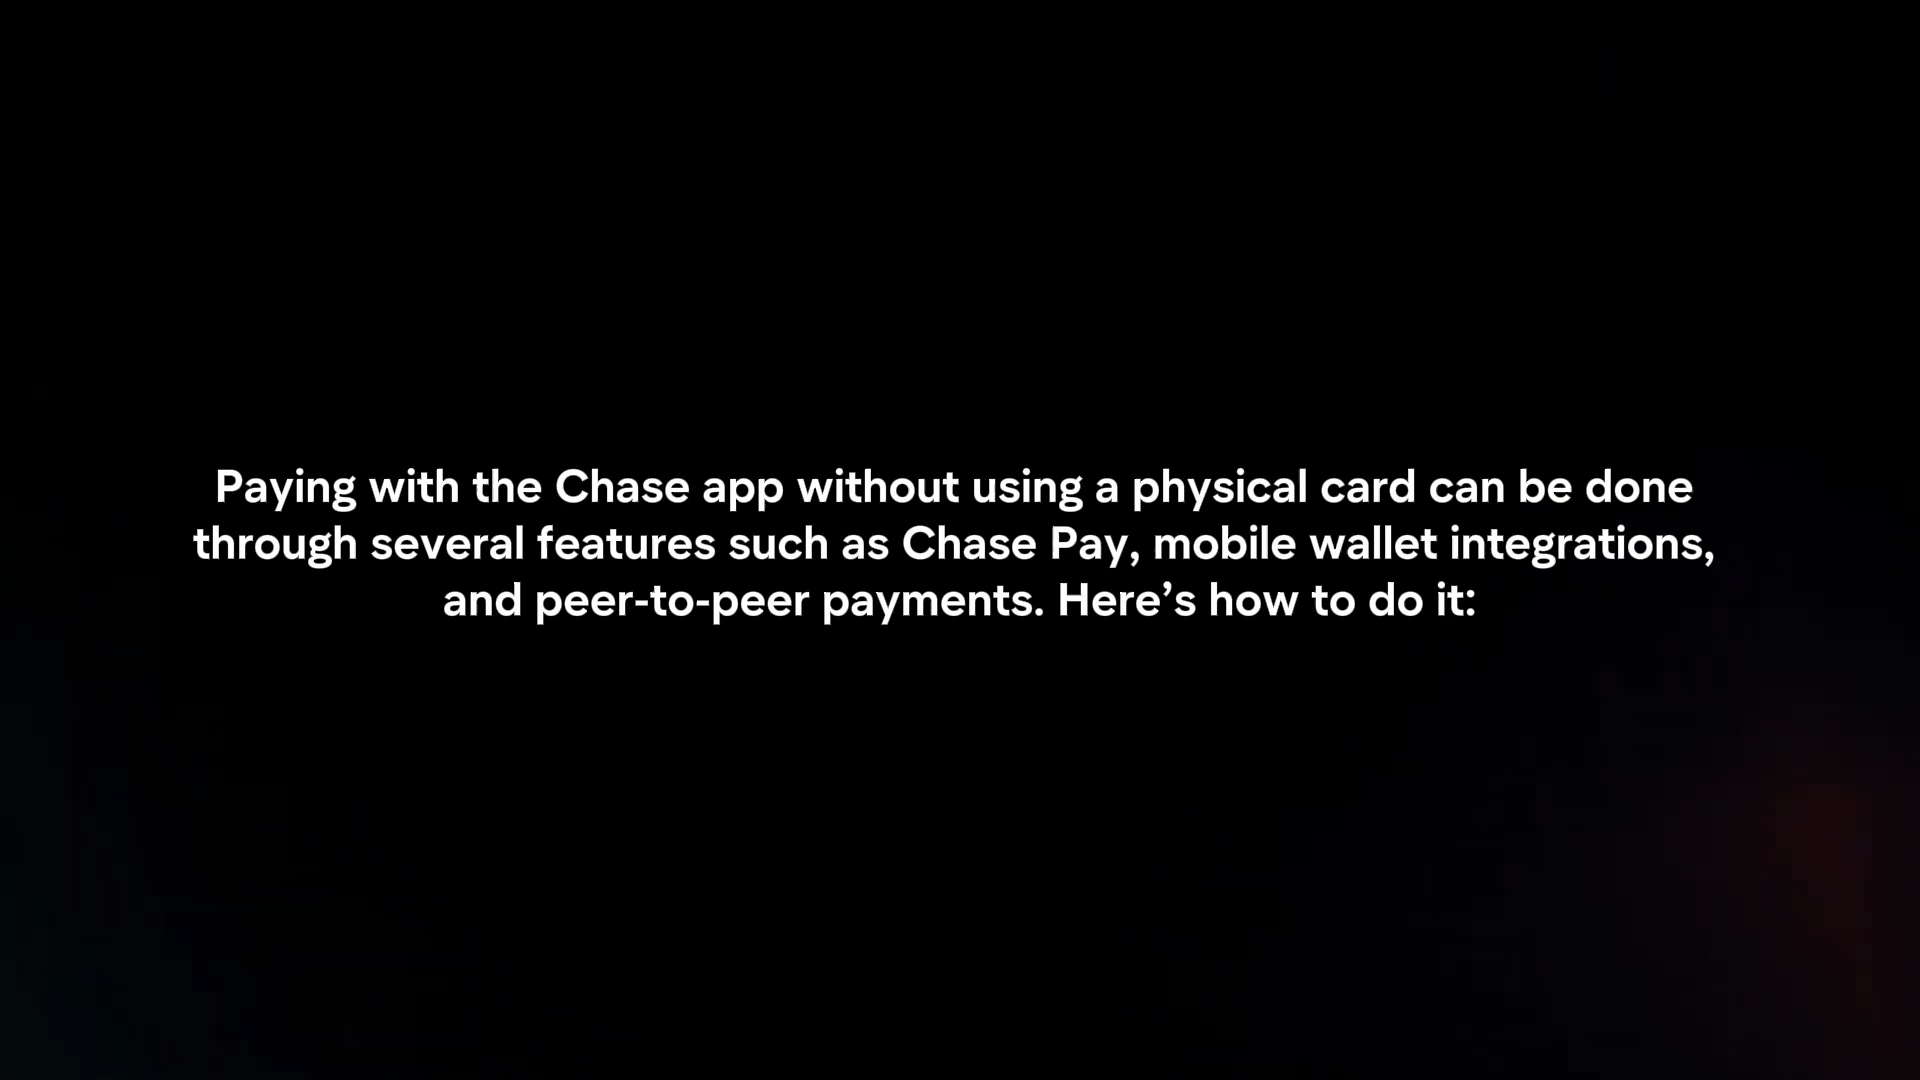 Paying with the Chase app without using a physical card can be done
through several features such as Chase Pay, mobile wallet integrations,
and peer-to-peer payments. Here’s how to do it: